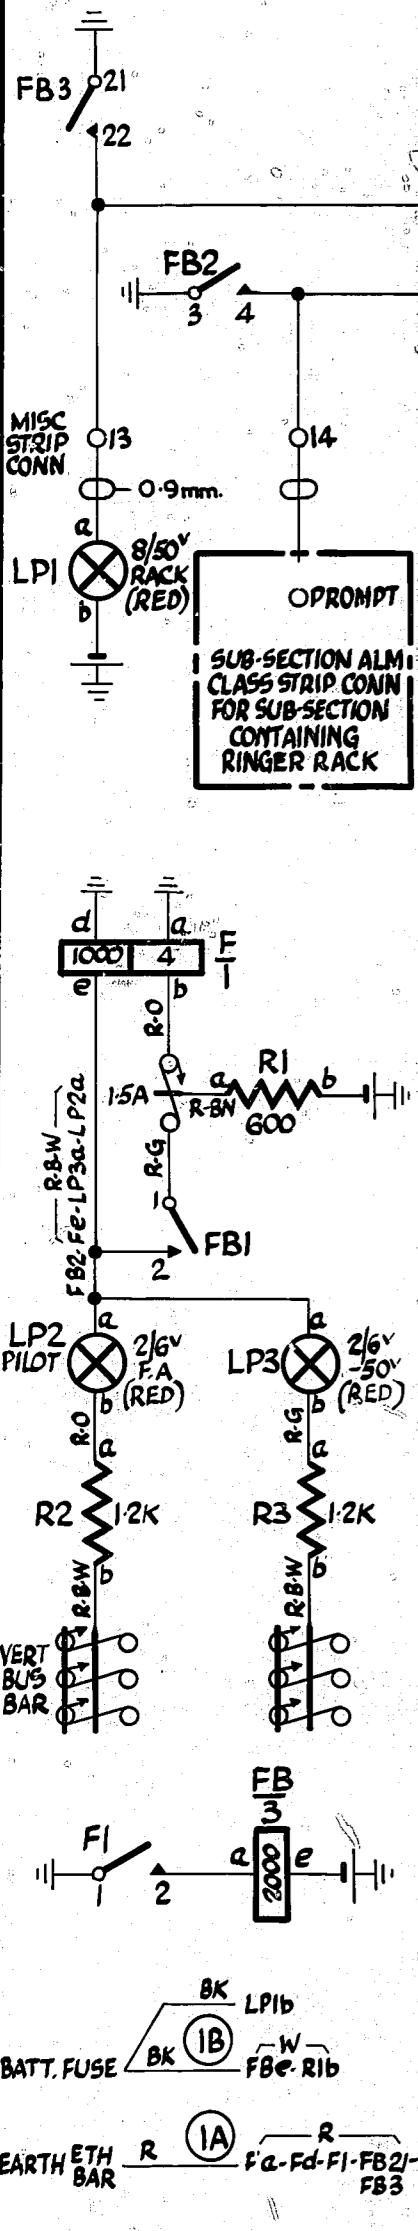 FB3
21
22
FB2
3
4
MISC
STRIP
CONN
13
14
0.9mm.
a
LP1
8/50V
RACK
(RED)
b
PROMPT
SUB-SECTION ALM
CLASS STRIP CONN
FOR SUB-SECTION
CONTAINING
RINGER RACK
d
a
1000
4
F
1
e
b
R-O
1.5A
a
R1
b
R-BN
600
R-G
R-B-W
FB2-Fe-LP3a-LP2a
1
2
FB1
LP2
PILOT
a
2/6V
F.A
(RED)
b
LP3
a
2/6V
-50V
(RED)
b
R-O
a
R-G
a
R2
1.2K
b
R3
1.2K
b
R-B-W
R-B-W
VERT
BUS
BAR
FB
3
F1
1
2
a
2000
e
BK
LP1b
BATT. FUSE
BK
1B
W
FBe-R1b
EARTH
ETH
BAR
R
1A
R
Fa-Fd-F1-FB21-
FB3